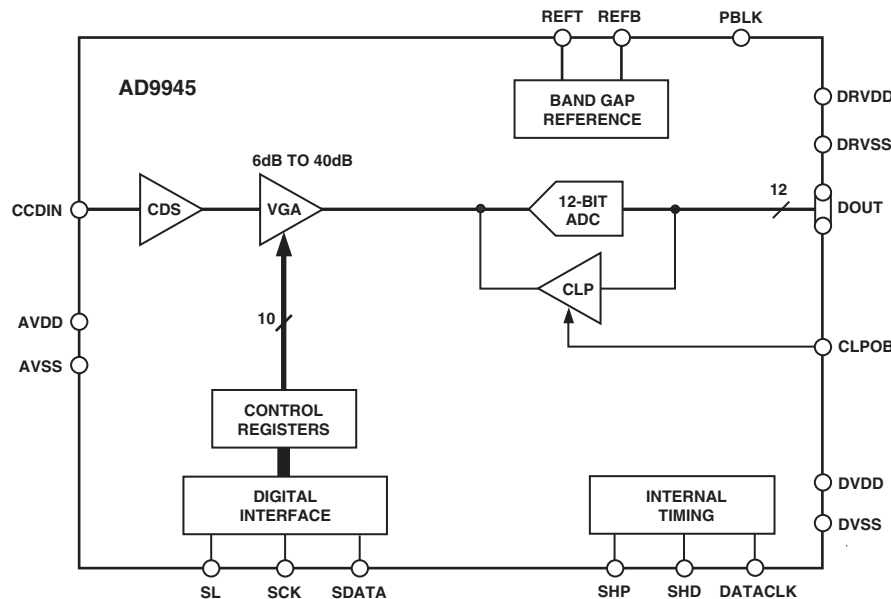 REFT
REFB
PBLK
AD9945
BAND GAP
REFERENCE
DRVDD
DRVSS
6dB TO 40dB
CCDIN
CDS
VGA
12-BIT
ADC
12
DOUT
CLP
10
AVDD
AVSS
CLPOB
CONTROL
REGISTERS
DIGITAL
INTERFACE
INTERNAL
TIMING
DVDD
DVSS
SL
SCK
SDATA
SHP
SHD
DATACLK